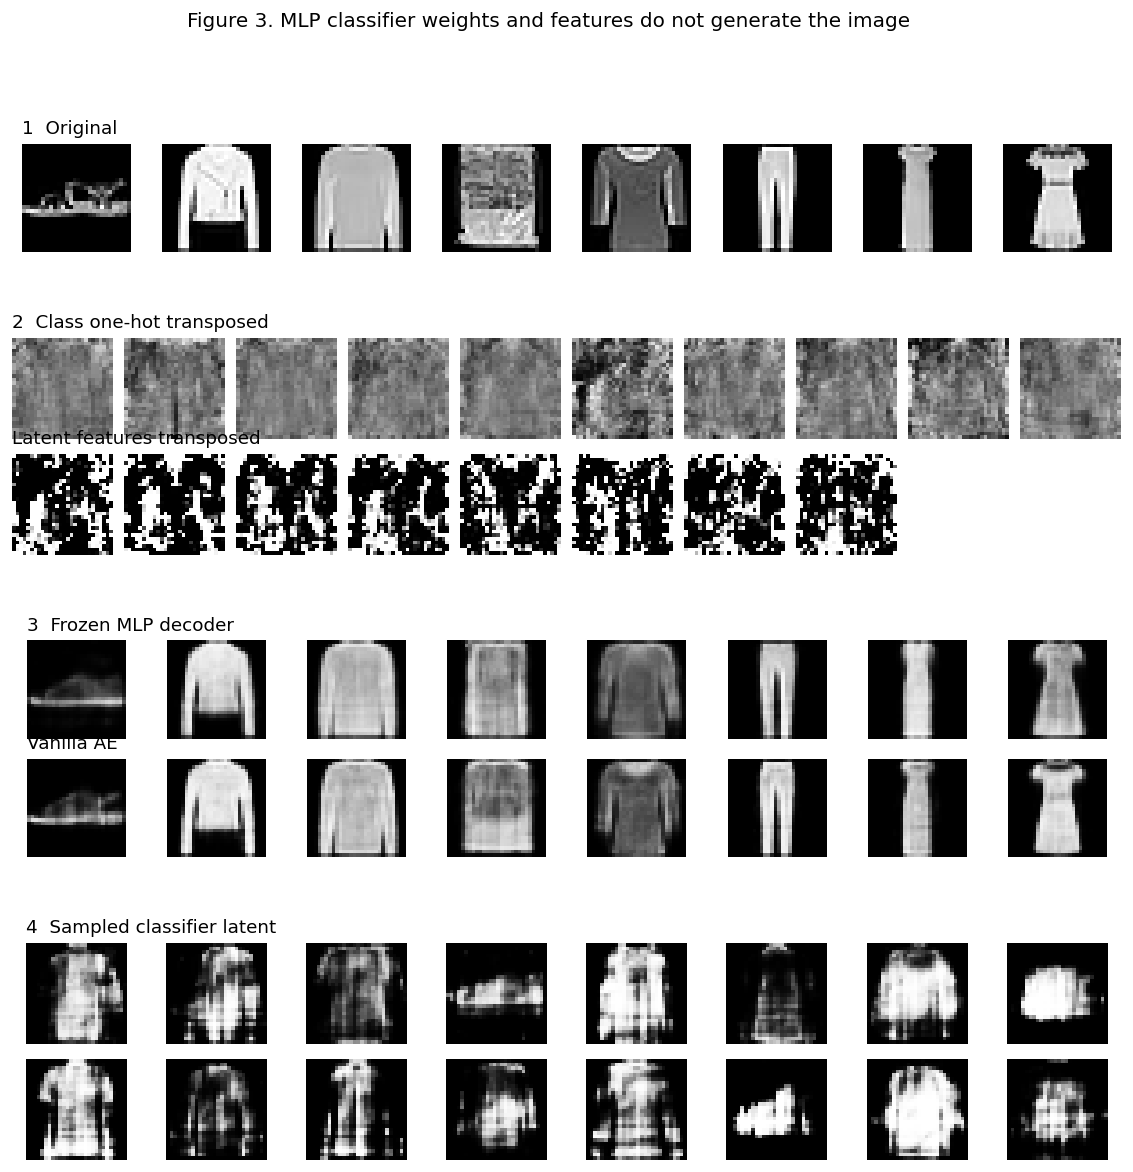 Figure 3. MLP classifier weights and features do not generate the image
1 Original
2 Class one-hot transposed
Latent features transposed
3 Frozen MLP decoder
Vanilla AE
4 Sampled classifier latent